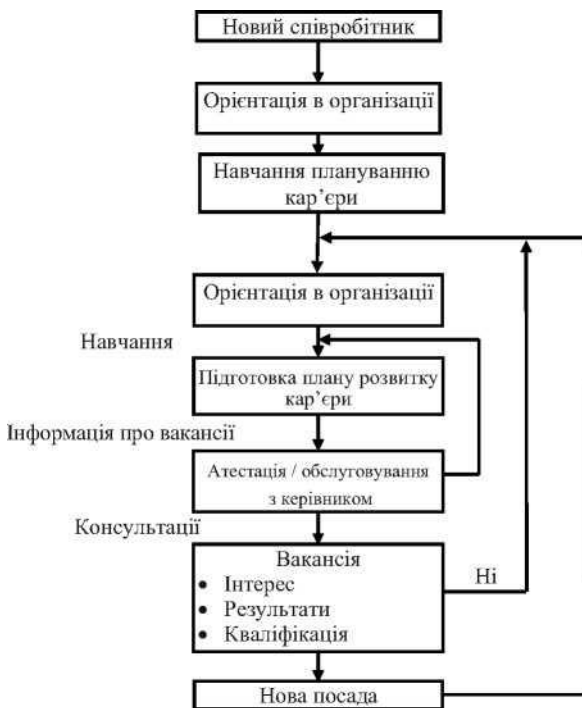 Новий співробітник
Орієнтація в організації
Навчання плануванню
кар’єри
Орієнтація в організації
Навчання
Підготовка плану розвитку
кар’єри
Інформація про вакансії
Атестація / обслуговування
з керівником
Консультації
Вакансія
• Інтерес
• Результати
• Кваліфікація
Ні
Нова посада